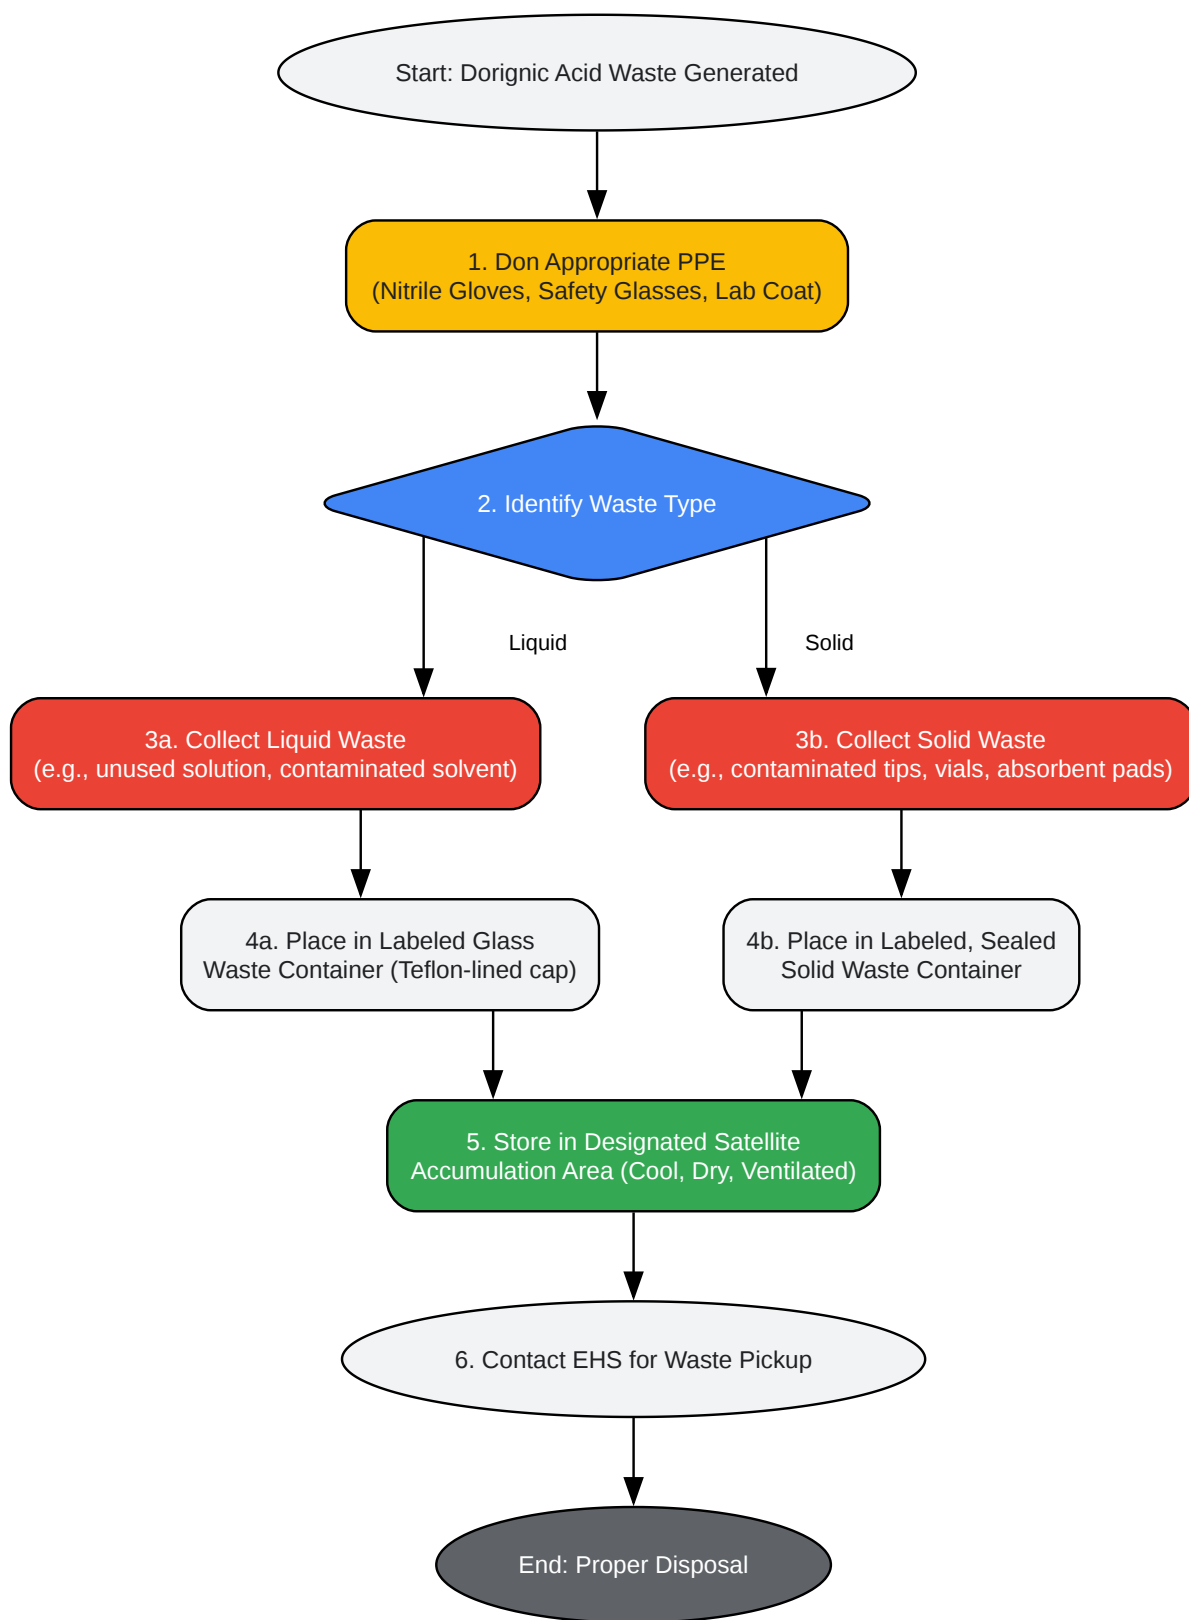 Start: Dorignic Acid Waste Generated
1. Don Appropriate PPE
(Nitrile Gloves, Safety Glasses, Lab Coat)
2. Identify Waste Type
Liquid
Solid
3a. Collect Liquid Waste
(e.g., unused solution, contaminated solvent)
3b. Collect Solid Waste
(e.g., contaminated tips, vials, absorbent pads)
4a. Place in Labeled Glass
Waste Container (Teflon-lined cap)
4b. Place in Labeled, Sealed
Solid Waste Container
5. Store in Designated Satellite
Accumulation Area (Cool, Dry, Ventilated)
6. Contact EHS for Waste Pickup
End: Proper Disposal